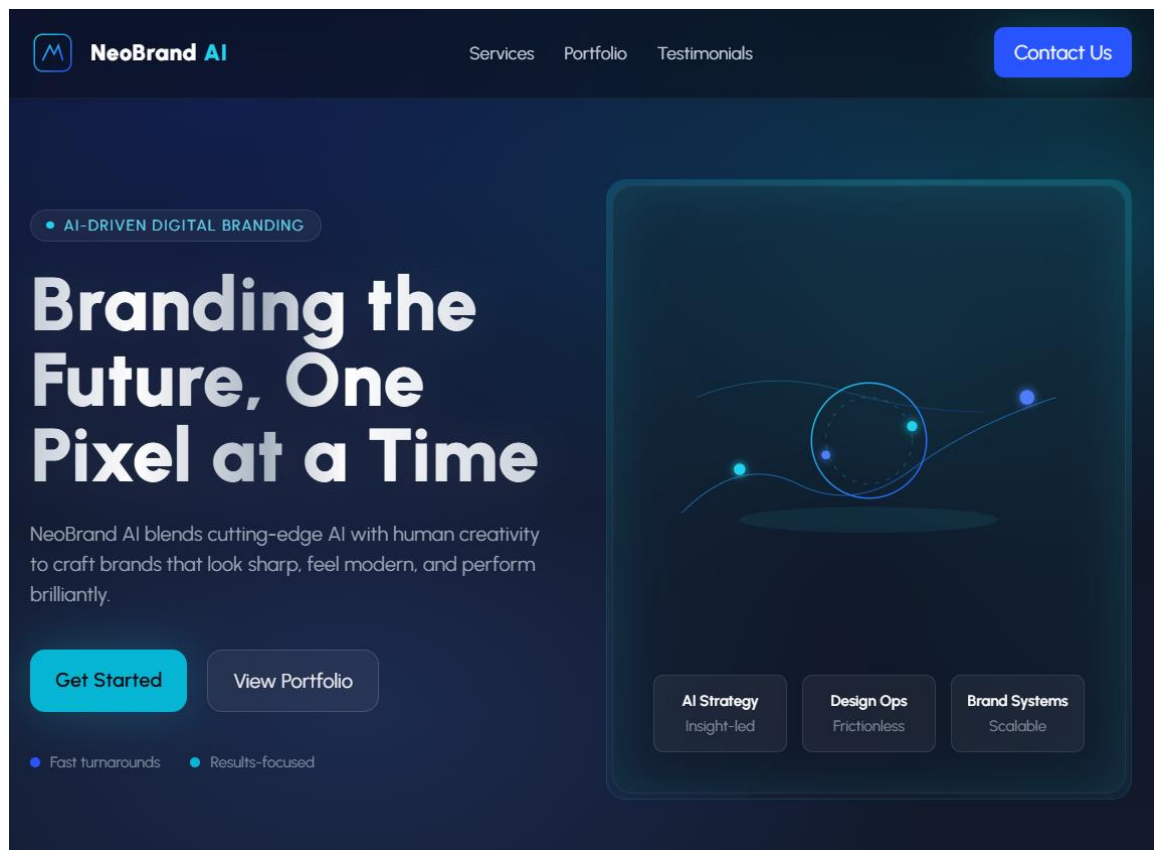 NeoBrand AI
Services
Portfolio
Testimonials
Contact Us
AI-DRIVEN DIGITAL BRANDING
Branding the
Future, One
Pixel at a Time
NeoBrand AI blends cutting-edge AI with human creativity
to craft brands that look sharp, feel modern, and perform
brilliantly.
Get Started
View Portfolio
Fast turnarounds
Results-focused
AI Strategy
Insight-led
Design Ops
Frictionless
Brand Systems
Scalable